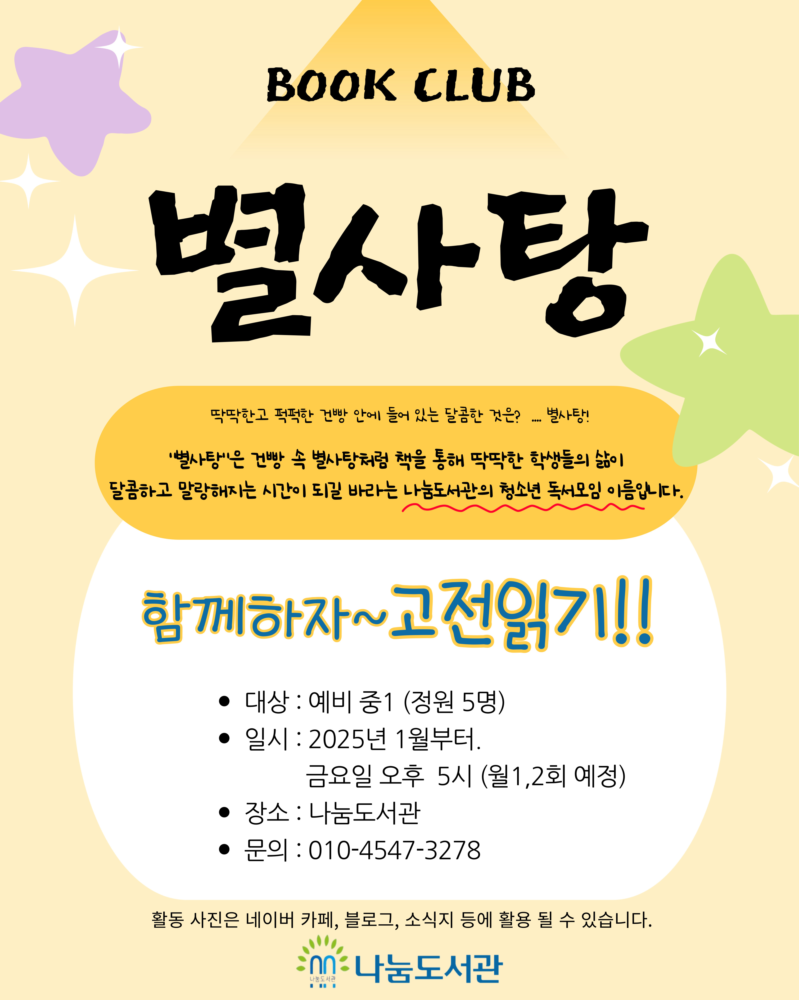 BOOK CLUB
별사탕
딱딱한고 퍽퍽한 건빵 안에 들어 있는 달콤한 것은? .... 별사탕!
"별사탕"은 건빵 속 별사탕처럼 책을 통해 딱딱한 학생들의 삶이
달콤하고 말랑해지는 시간이 되길 바라는 나눔도서관의 청소년 독서모임 이름입니다.
함께하자~고전읽기!!
• 대상 : 예비 중1 (정원 5명)
• 일시 : 2025년 1월부터.
금요일 오후 5시 (월1,2회 예정)
• 장소 : 나눔도서관
• 문의 : 010-4547-3278
활동 사진은 네이버 카페, 블로그, 소식지 등에 활용 될 수 있습니다.
나눔도서관
나눔도서관